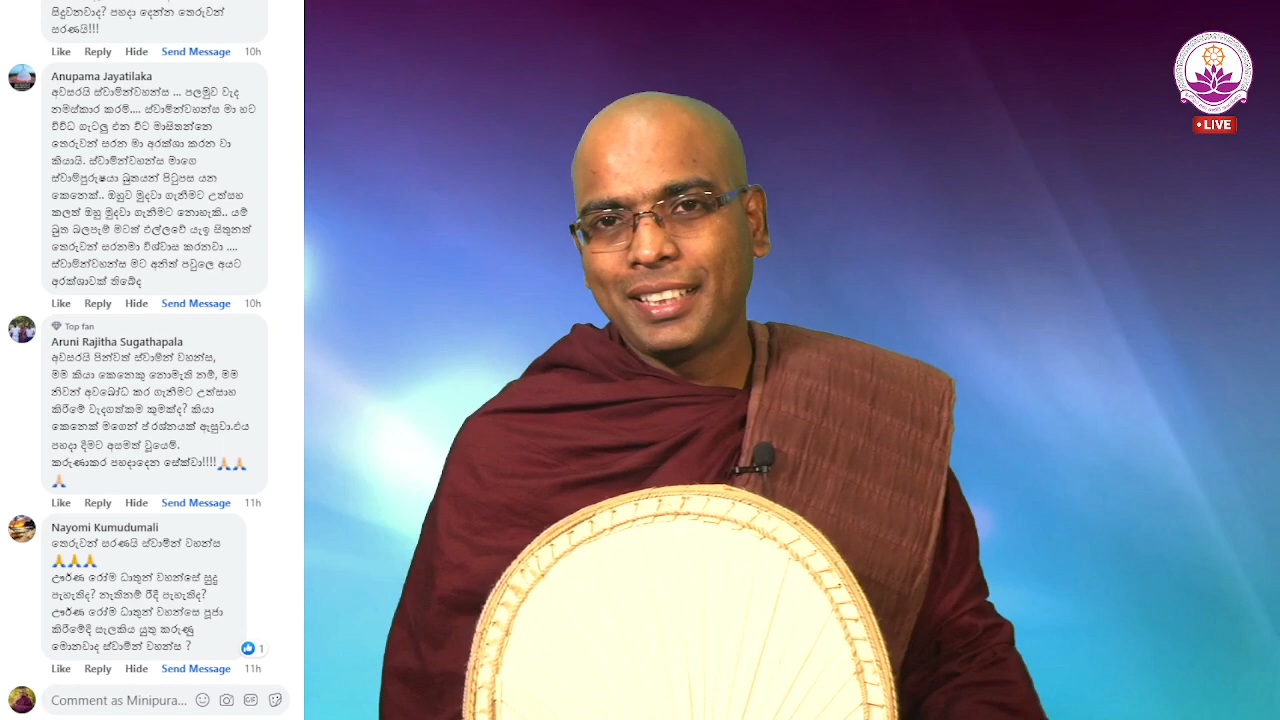 සිදුවනවාද? පහදා දෙන්න තෙරුවන්
සරණයි!!!
Like Reply Hide Send Message 10h
Anupama Jayatilaka
අවසරයි ස්වාමින්වහන්ස ... පලමුව වැඳ
නමස්කාර කරමි.... ස්වාමින්වහන්ස මා හට
විවිධ ගැටලු එන විට මාසිතන්නෙ
තෙරුවන් සරන මා අරක්ශා කරන වා
කියායි. ස්වාමින්වහන්ස මාගෙ
ස්වාමිපුරුෂයා බුතයන් පිටුපස යන
කෙනෙක්.. ඔහුව මුදවා ගැනීමට උත්සහ
කලත් ඔහු මුදවා ගැනීමට නොහැකි.. යම්
බුත බලපෑම් මටත් එල්ලවේ යැඉ සිතුනත්
තෙරුවන් සරනමා විශ්වාස කරනවා ....
ස්වාමින්වහන්ස මට අනිත් පවුලෙ අයට
අරක්ශාවක් තිබේද
Like Reply Hide Send Message 10h
Top fan
Aruni Rajitha Sugathapala
අවසරයි පින්වත් ස්වාමින් වහන්ස,
මම කියා කෙනෙකු නොමැති නම්, මම
නිවන් අවබෝධ කර ගැනීමට උත්සාහ
කිරීමේ වැදගත්කම කුමක්ද? කියා
කෙනෙක් මගෙන් ප්රශ්නයක් ඇසුවා.එය
පහදා දීමට අසමත් වූයෙමි.
කරුණාකර පහදාදෙන සේක්වා!!!!🙏🙏
🙏
Like Reply Hide Send Message 11h
Nayomi Kumudumali
තෙරුවන් සරණයි ස්වාමින් වහන්ස
🙏🙏🙏
ඌර්ණ රෝම ධාතූන් වහන්සේ සුදු
පැහැතිද? නැතිනම් රිදී පැහැතිද?
ඌර්ණ රෝම ධාතූන් වහන්සෙ පූජා
කිරීමේදී සැලකිය යුතු කරුණු
මොනවාද ස්වාමීන් වහන්ස ?
1
Like Reply Hide Send Message 11h
Comment as Minipura...
GIF
• LIVE